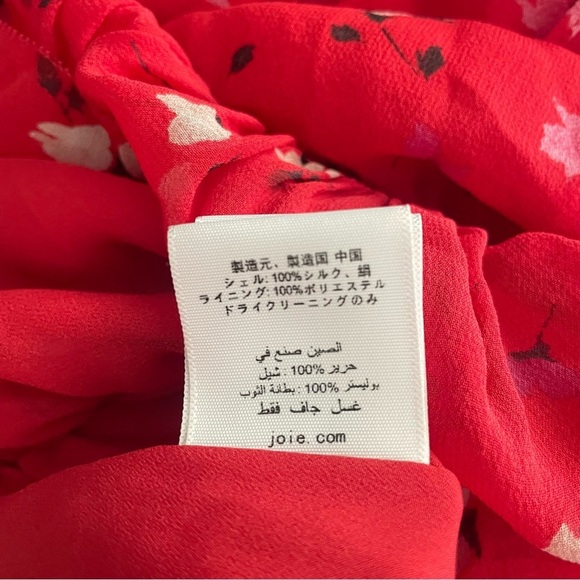 製造元、製造国 中国
シェル: 100%シルク、絹
ライニング: 100%ポリエステル
ドライクリーニングのみ
الصين صنع في
حرير %100 : شيل
بوليستر %100: بطانة الثوب
غسل جاف فقط
joie.com